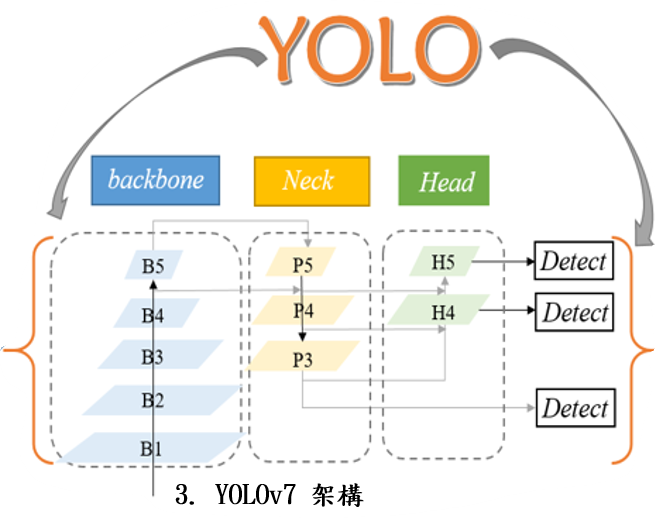 YOLO
backbone Neck Head
B5 P5 H5 Detect
B4 P4 H4 Detect
B3 P3
B2 Detect
B1
3. YOLOv7 架構